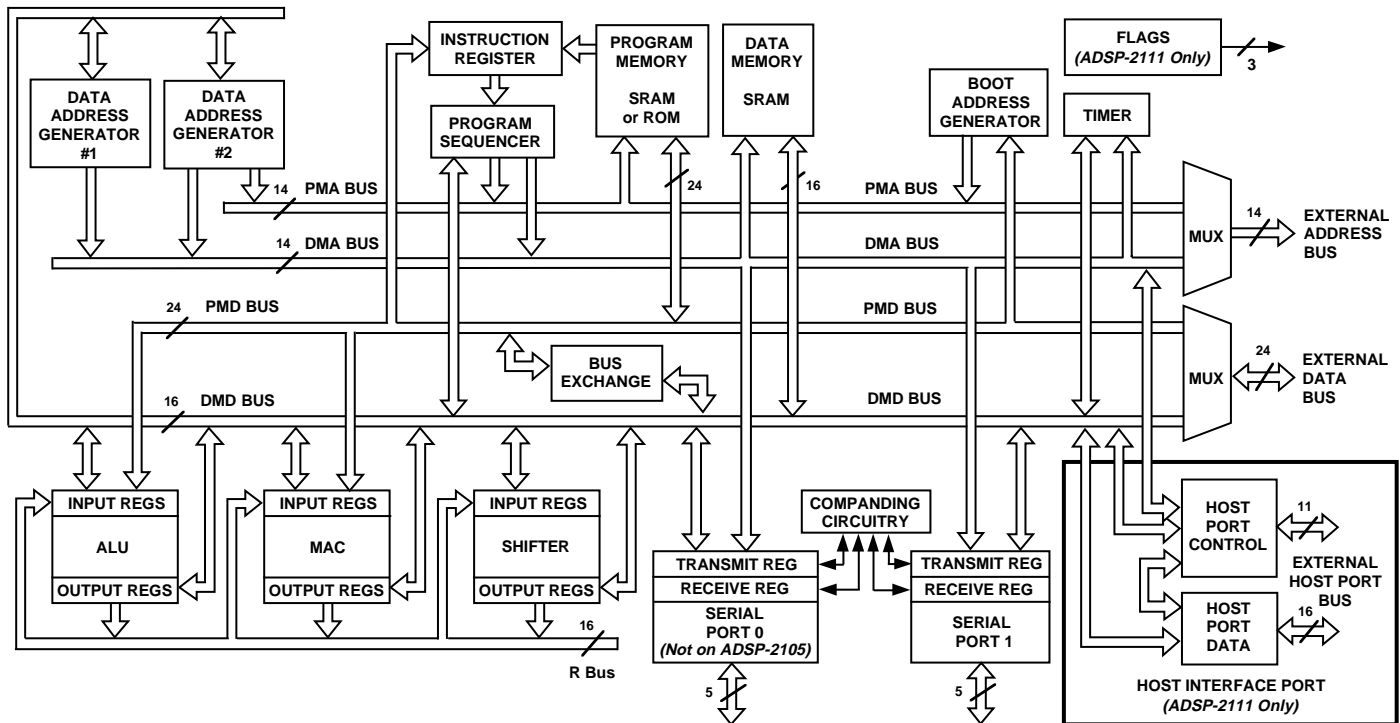 INSTRUCTION
REGISTER
PROGRAM
MEMORY
SRAM
or ROM
DATA
MEMORY
SRAM
FLAGS
(ADSP-2111 Only)
3
DATA
ADDRESS
GENERATOR
#1
DATA
ADDRESS
GENERATOR
#2
PROGRAM
SEQUENCER
BOOT
ADDRESS
GENERATOR
TIMER
14
PMA BUS
24
16
PMA BUS
14
DMA BUS
DMA BUS
MUX
14
EXTERNAL
ADDRESS
BUS
24
PMD BUS
PMD BUS
BUS
EXCHANGE
MUX
24
EXTERNAL
DATA
BUS
16
DMD BUS
DMD BUS
INPUT REGS
ALU
OUTPUT REGS
INPUT REGS
MAC
OUTPUT REGS
INPUT REGS
SHIFTER
OUTPUT REGS
16
R Bus
COMPANDING
CIRCUITRY
TRANSMIT REG
RECEIVE REG
SERIAL
PORT 0
(Not on ADSP-2105)
5
TRANSMIT REG
RECEIVE REG
SERIAL
PORT 1
5
HOST
PORT
CONTROL
11
EXTERNAL
HOST PORT
BUS
HOST
PORT
DATA
16
HOST INTERFACE PORT
(ADSP-2111 Only)